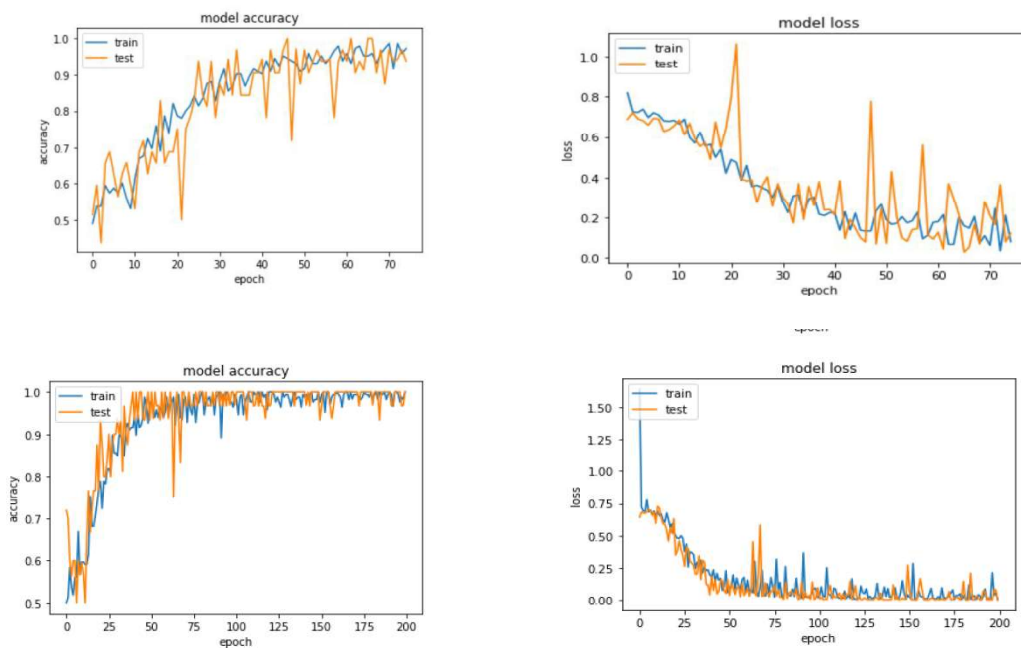 model accuracy
train
test
1.0
0.9
0.8
0.7
0.6
0.5
accuracy
0 10 20 30 40 50 60 70
epoch
model loss
train
test
1.0
0.8
0.6
0.4
0.2
0.0
loss
0 10 20 30 40 50 60 70
epoch
epoch
model accuracy
train
test
1.0
0.9
0.8
0.7
0.6
0.5
accuracy
0 25 50 75 100 125 150 175 200
epoch
model loss
train
test
1.50
1.25
1.00
0.75
0.50
0.25
0.00
loss
0 25 50 75 100 125 150 175 200
epoch